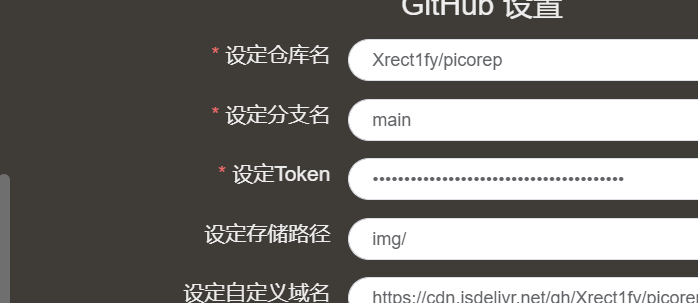 GitHub 设置
* 设定仓库名 Xrect1fy/picorep
* 设定分支名 main
* 设定Token ••••••••••••••••••••••••••••••••••••••••
设定存储路径 img/
设定自定义域名 https://cdn.jsdelivr.net/gh/Xrect1fy/picorep